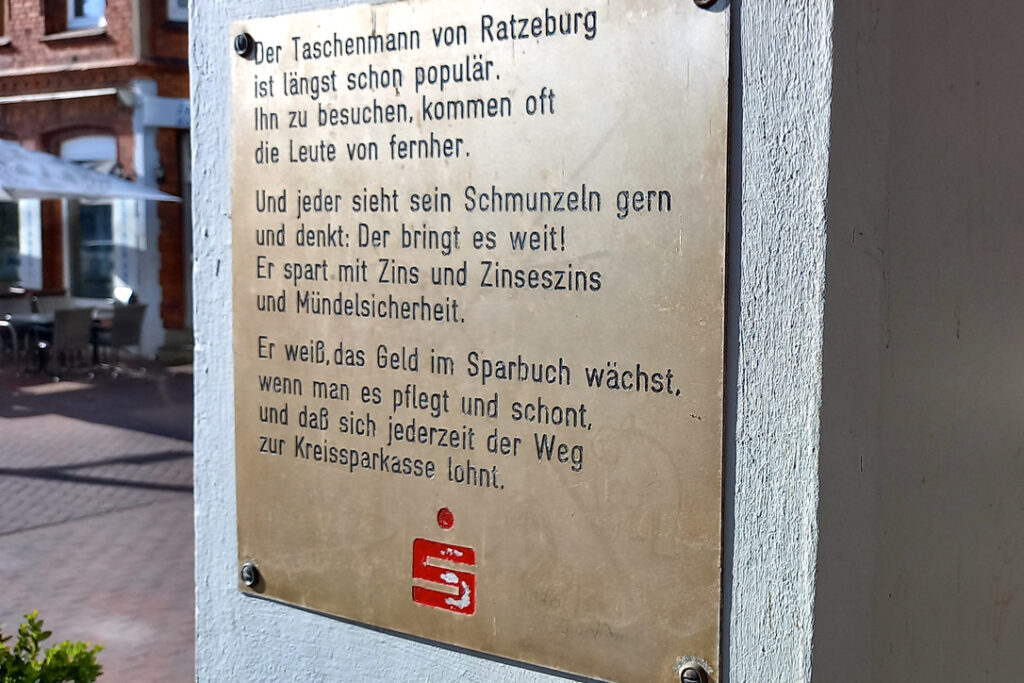 Der Taschenmann von Ratzeburg
ist längst schon populär.
Ihn zu besuchen, kommen oft
die Leute von fernher.
Und jeder sieht sein Schmunzeln gern
und denkt: Der bringt es weit!
Er spart mit Zins und Zinseszins
und Mündelsicherheit.
Er weiß, das Geld im Sparbuch wächst,
wenn man es pflegt und schont,
und daß sich jederzeit der Weg
zur Kreissparkasse lohnt.